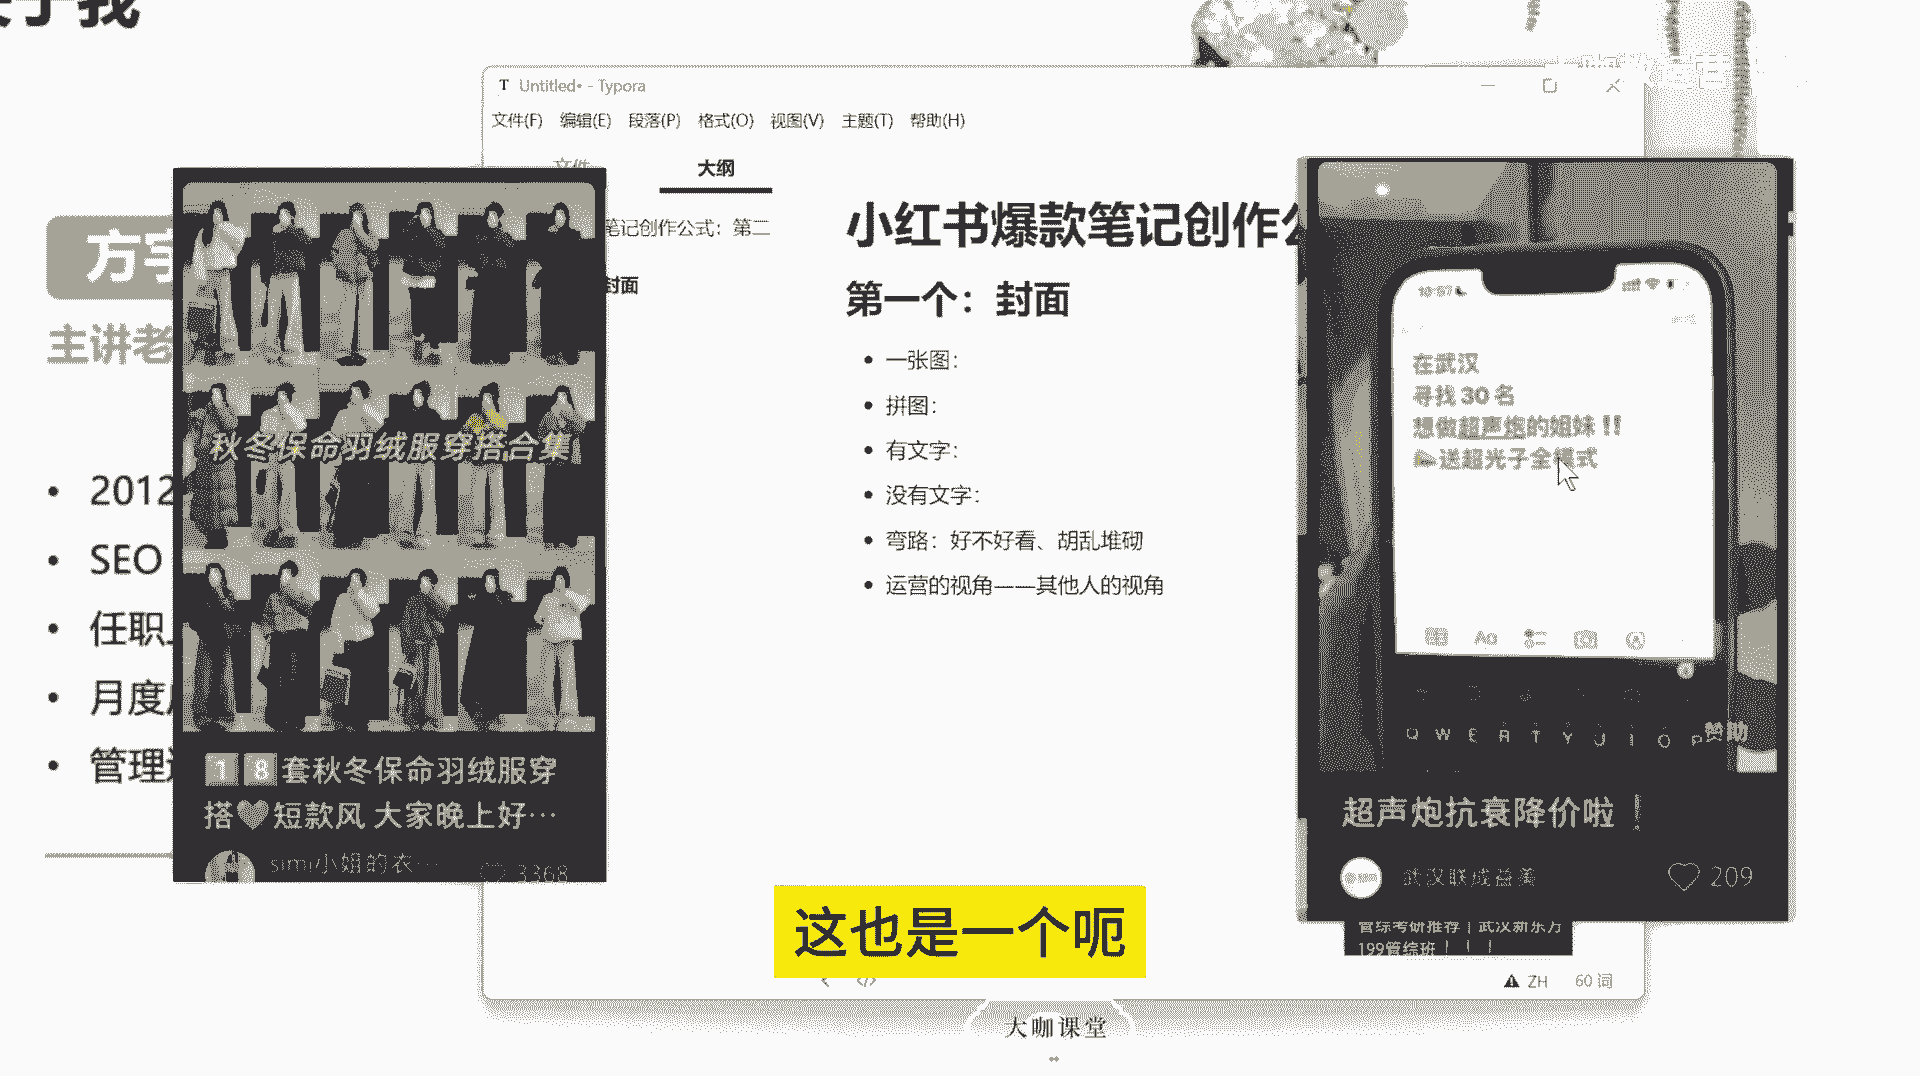 关于我
T Untitled• - Typora
文件(F) 编辑(E) 段落(P) 格式(O) 视图(V) 主题(T) 帮助(H)
文件 大纲
笔记创作公式：第二
封面
小红书爆款笔记创作公
第一个：封面
一张图：
拼图：
有文字：
没有文字：
弯路：好不好看、胡乱堆砌
运营的视角——其他人的视角
方宇
主讲老
2012
SEO
任职
月度
管理
秋冬保命羽绒服穿搭合集
18套秋冬保命羽绒服穿
搭🖤短款风 大家晚上好…
simi小姐的衣… 3368
10:57
在武汉
寻找 30 名
想做超声炮的姐妹 !!
送超光子全模式
Aa
Q W E R T Y U I O P
赞助
超声炮抗衰降价啦！
武汉联成益美 209
管综考研推荐｜武汉新东方
199管综班！！！
这也是一个呃
ZH 60 词
大咖课堂